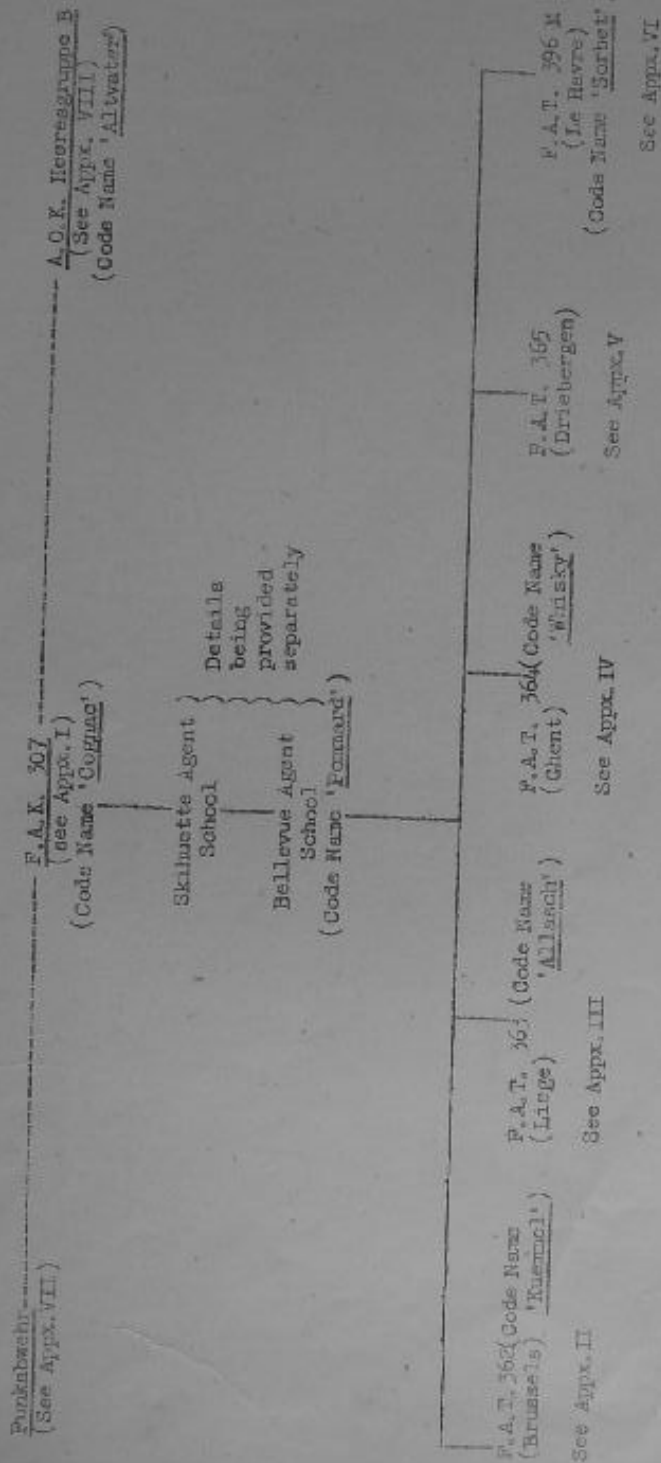 Funkabwehr
(See Appx. VII)
F.A.K. 307
(see Appx. I)
(Code Name 'Cognac')
A.O.K. Heeresgruppe B
(See Appx. VIII)
(Code Name 'Altvater')
Skihuette Agent
School
Bellevue Agent
School
(Code Name 'Pommard')
Details
being
provided
separately
F.A.T. 362(Code Name
(Brussels) 'Kuemmel')
See Appx. II
F.A.T. 363 (Code Name
(Liege) 'Allasch')
See Appx. III
F.A.T. 364(Code Name
(Ghent) 'Whisky')
See Appx. IV
F.A.T. 365
(Driebergen)
See Appx. V
F.A.T. 396 M
(Le Havre)
(Code Name 'Sorbet')
See Appx. VI